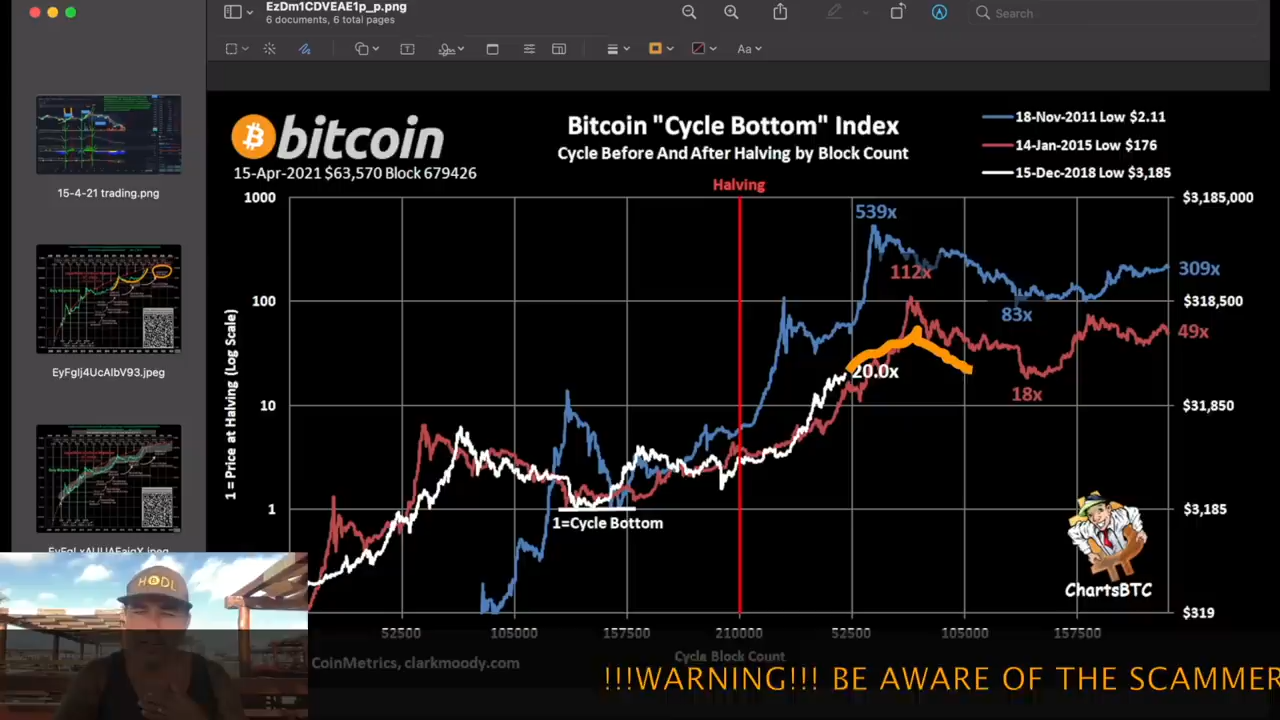 EzDm1CDVEAE1p_p.png
6 documents, 6 total pages
Search
Aa
15-4-21 trading.png
EyFgIj4UcAIbV93.jpeg
bitcoin
15-Apr-2021 $63,570 Block 679426
Bitcoin "Cycle Bottom" Index
Cycle Before And After Halving by Block Count
18-Nov-2011 Low $2.11
14-Jan-2015 Low $176
15-Dec-2018 Low $3,185
Halving
1000
100
10
1
1 = Price at Halving (Log Scale)
$3,185,000
$318,500
$31,850
$3,185
$319
539x
112x
309x
83x
49x
20.0x
18x
1=Cycle Bottom
ChartsBTC
52500
105000
157500
210000
52500
105000
157500
Cycle Block Count
CoinMetrics, clarkmoody.com
HODL
!!!WARNING!!! BE AWARE OF THE SCAMMER